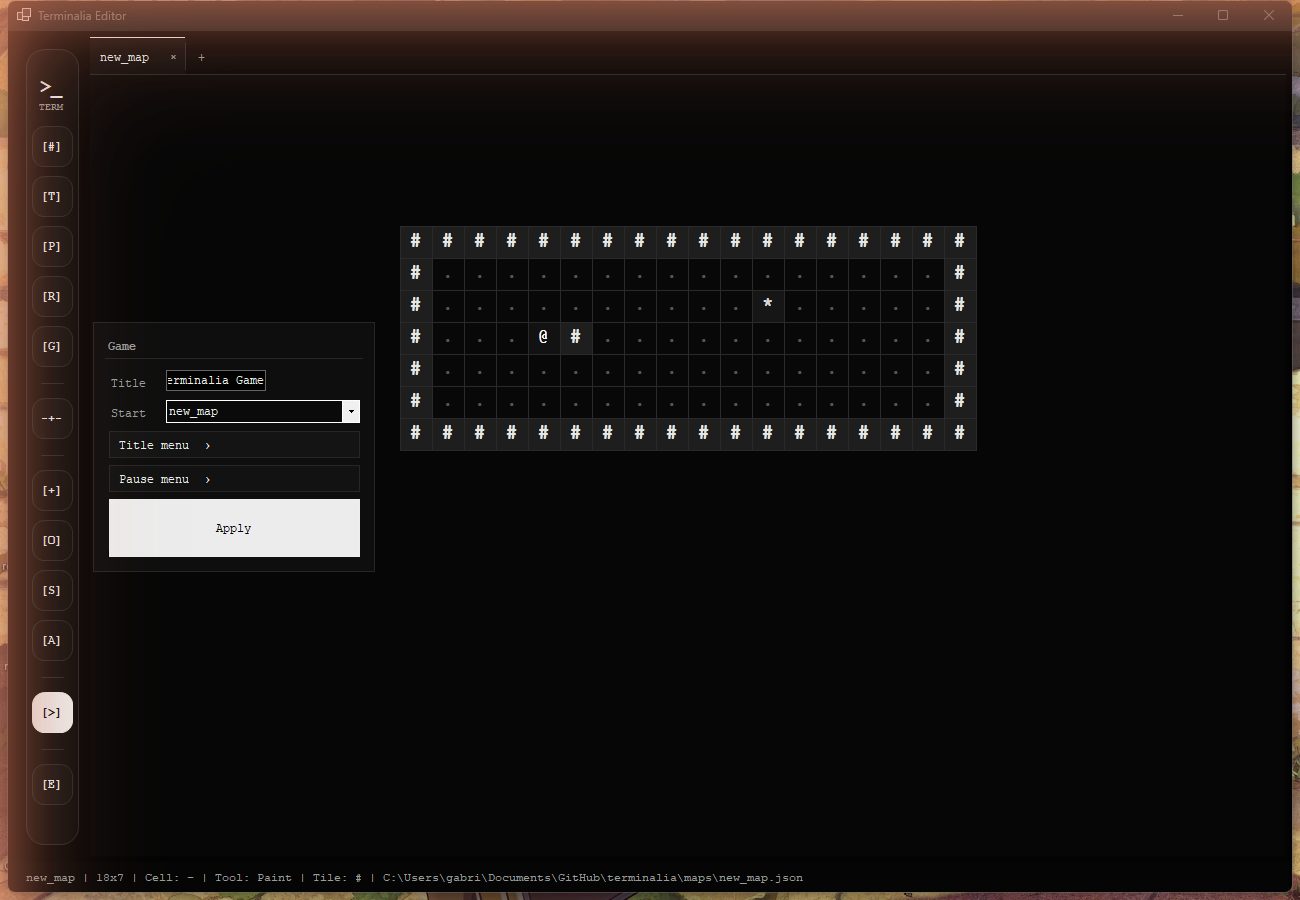 Terminalia Editor
new_map × +
>_
TERM
[#]
[T]
[P]
[R]
[G]
-+-
[+]
[O]
[S]
[A]
[>]
[E]
# # # # # # # # # # # # # # # # # #
# . . . . . . . . . . . . . . . . #
# . . . . . . . . . . * . . . . . #
# . . . @ # . . . . . . . . . . . #
# . . . . . . . . . . . . . . . . #
# . . . . . . . . . . . . . . . . #
# # # # # # # # # # # # # # # # # #
Game
Title erminalia Game
Start new_map
Title menu ›
Pause menu ›
Apply
new_map | 18x7 | Cell: - | Tool: Paint | Tile: # | C:\Users\gabri\Documents\GitHub\terminalia\maps\new_map.json